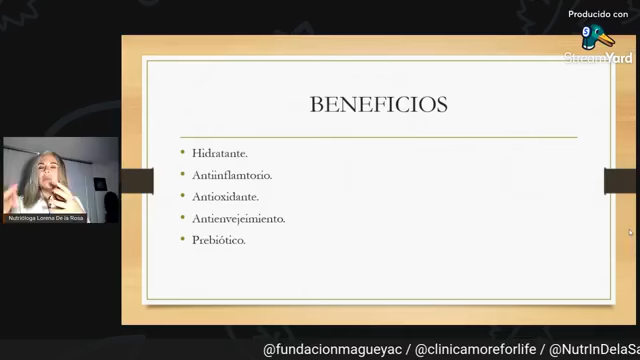 Producido con
StreamYard
BENEFICIOS
Hidratante.
Antiinflamtorio.
Antioxidante.
Antienvejeimiento.
Prebiótico.
Nutrióloga Lorena De la Rosa
@fundacionmagueyac / @clinicamoreforlife / @NutrInDelaSa